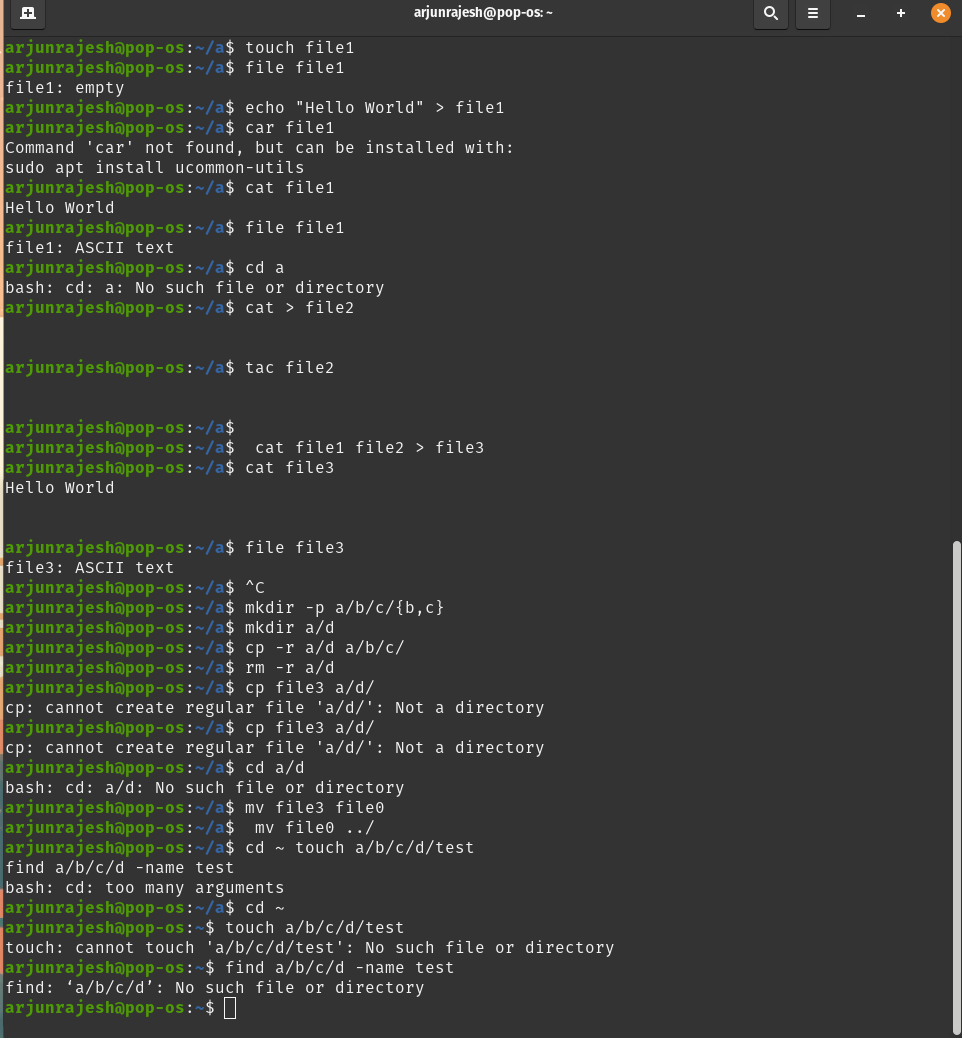 arjunrajesh@pop-os: ~
arjunrajesh@pop-os:~/a$ touch file1
arjunrajesh@pop-os:~/a$ file file1
file1: empty
arjunrajesh@pop-os:~/a$ echo "Hello World" > file1
arjunrajesh@pop-os:~/a$ car file1
Command 'car' not found, but can be installed with:
sudo apt install ucommon-utils
arjunrajesh@pop-os:~/a$ cat file1
Hello World
arjunrajesh@pop-os:~/a$ file file1
file1: ASCII text
arjunrajesh@pop-os:~/a$ cd a
bash: cd: a: No such file or directory
arjunrajesh@pop-os:~/a$ cat > file2
arjunrajesh@pop-os:~/a$ tac file2
arjunrajesh@pop-os:~/a$
arjunrajesh@pop-os:~/a$  cat file1 file2 > file3
arjunrajesh@pop-os:~/a$ cat file3
Hello World
arjunrajesh@pop-os:~/a$ file file3
file3: ASCII text
arjunrajesh@pop-os:~/a$ ^C
arjunrajesh@pop-os:~/a$ mkdir -p a/b/c/{b,c}
arjunrajesh@pop-os:~/a$ mkdir a/d
arjunrajesh@pop-os:~/a$ cp -r a/d a/b/c/
arjunrajesh@pop-os:~/a$ rm -r a/d
arjunrajesh@pop-os:~/a$ cp file3 a/d/
cp: cannot create regular file 'a/d/': Not a directory
arjunrajesh@pop-os:~/a$ cp file3 a/d/
cp: cannot create regular file 'a/d/': Not a directory
arjunrajesh@pop-os:~/a$ cd a/d
bash: cd: a/d: No such file or directory
arjunrajesh@pop-os:~/a$ mv file3 file0
arjunrajesh@pop-os:~/a$  mv file0 ../
arjunrajesh@pop-os:~/a$ cd ~ touch a/b/c/d/test
find a/b/c/d -name test
bash: cd: too many arguments
arjunrajesh@pop-os:~/a$ cd ~
arjunrajesh@pop-os:~$ touch a/b/c/d/test
touch: cannot touch 'a/b/c/d/test': No such file or directory
arjunrajesh@pop-os:~$ find a/b/c/d -name test
find: ‘a/b/c/d’: No such file or directory
arjunrajesh@pop-os:~$